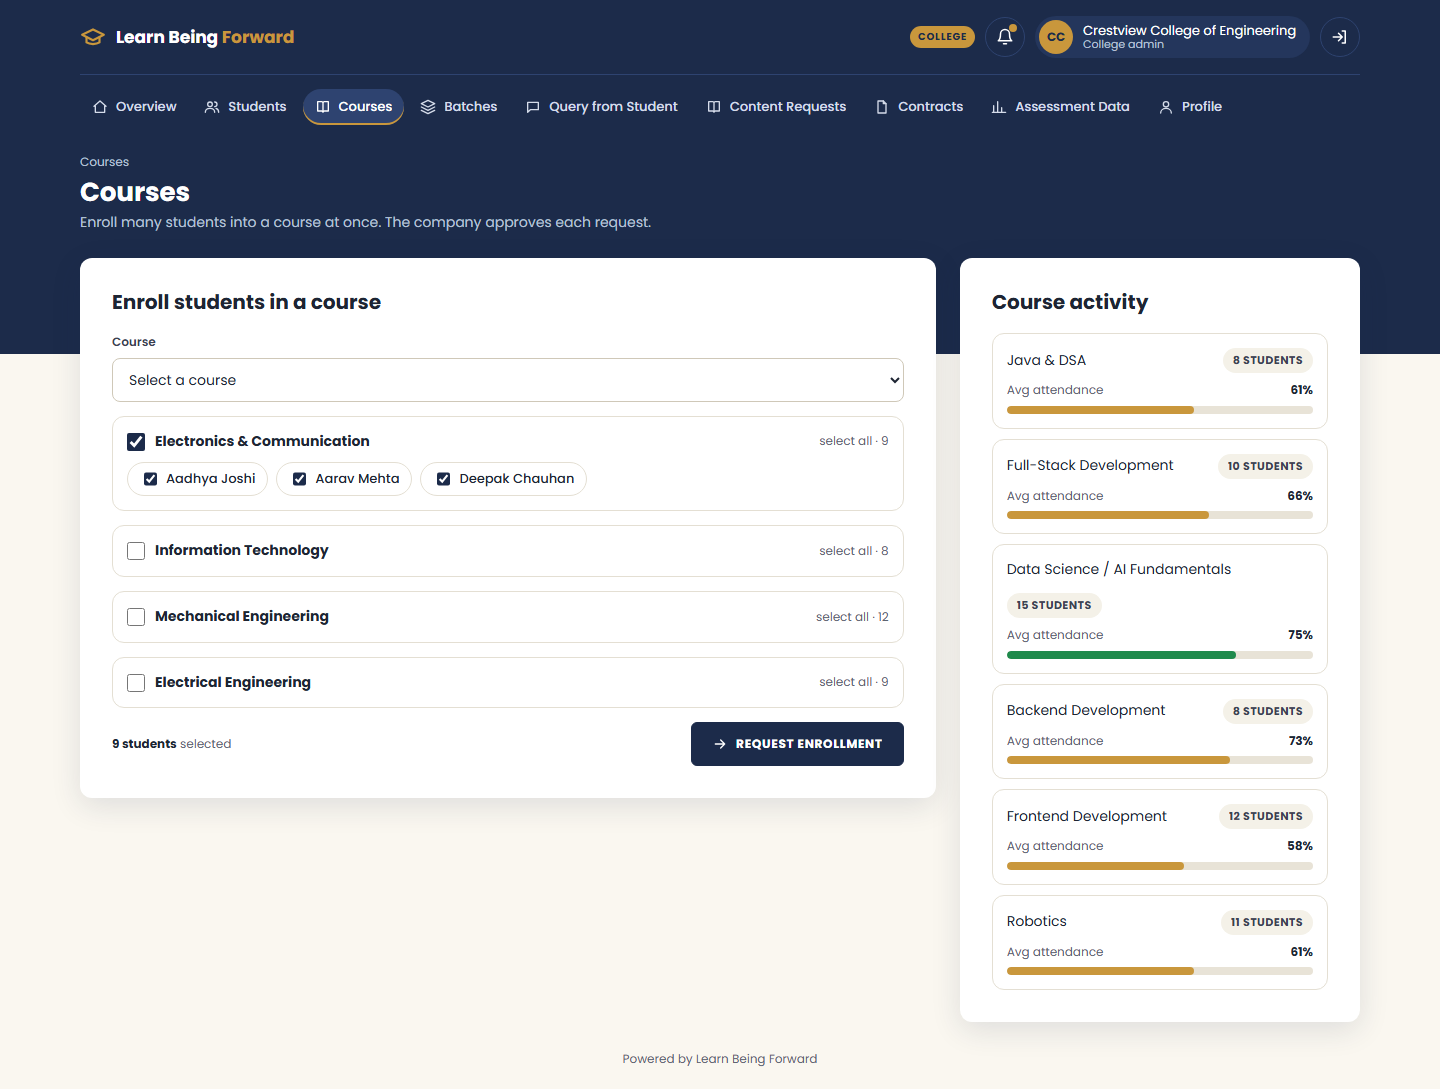 Learn Being Forward
COLLEGE
CC
Crestview College of Engineering
College admin
Overview
Students
Courses
Batches
Query from Student
Content Requests
Contracts
Assessment Data
Profile
Courses
Courses
Enroll many students into a course at once. The company approves each request.
Enroll students in a course
Course
Select a course
Electronics & Communication
select all · 9
Aadhya Joshi
Aarav Mehta
Deepak Chauhan
Information Technology
select all · 8
Mechanical Engineering
select all · 12
Electrical Engineering
select all · 9
9 students selected
REQUEST ENROLLMENT
Course activity
Java & DSA
8 STUDENTS
Avg attendance
61%
Full-Stack Development
10 STUDENTS
Avg attendance
66%
Data Science / AI Fundamentals
15 STUDENTS
Avg attendance
75%
Backend Development
8 STUDENTS
Avg attendance
73%
Frontend Development
12 STUDENTS
Avg attendance
58%
Robotics
11 STUDENTS
Avg attendance
61%
Powered by Learn Being Forward